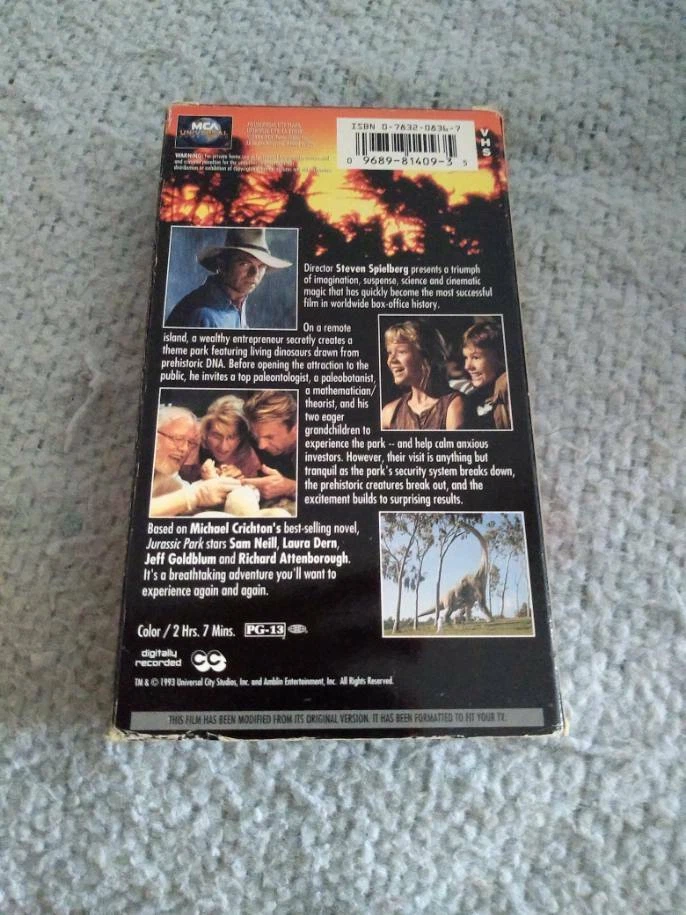 MCA
UNIVERSAL
ISBN 0-7832-0836-7
0 9689-81409-3 5
VHS
WARNING: For private home use only.
Director Steven Spielberg presents a triumph
of imagination, suspense, science and cinematic
magic that has quickly become the most successful
film in worldwide box-office history.
On a remote
island, a wealthy entrepreneur secretly creates a
theme park featuring living dinosaurs drawn from
prehistoric DNA. Before opening the attraction to the
public, he invites a top paleontologist, a paleobotanist,
a mathematician/
theorist, and his
two eager
grandchildren to
experience the park -- and help calm anxious
investors. However, their visit is anything but
tranquil as the park's security system breaks down,
the prehistoric creatures break out, and the
excitement builds to surprising results.
Based on Michael Crichton's best-selling novel,
Jurassic Park stars Sam Neill, Laura Dern,
Jeff Goldblum and Richard Attenborough.
It's a breathtaking adventure you'll want to
experience again and again.
Color / 2 Hrs. 7 Mins. PG-13
digitally
recorded CC
TM & © 1993 Universal City Studios, Inc. and Amblin Entertainment, Inc. All Rights Reserved.
THIS FILM HAS BEEN MODIFIED FROM ITS ORIGINAL VERSION. IT HAS BEEN FORMATTED TO FIT YOUR TV.